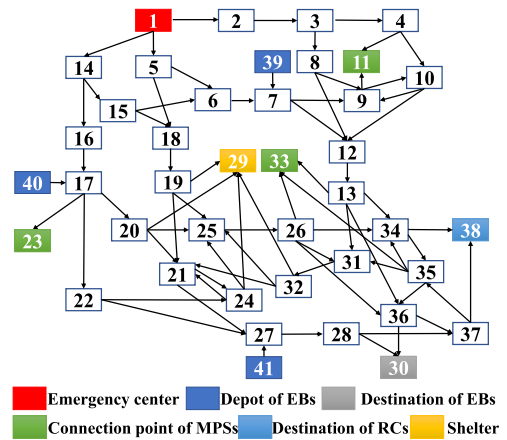 1 2 3 4
14 5 39 8 11 10
15 6 7 9
16 18 12
40 17 19 29 33 13
23 20 25 26 34 38
21 31 35
22 24 32
27 28 36 37
41 30
Emergency center Depot of EBs Destination of EBs
Connection point of MPSs Destination of RCs Shelter